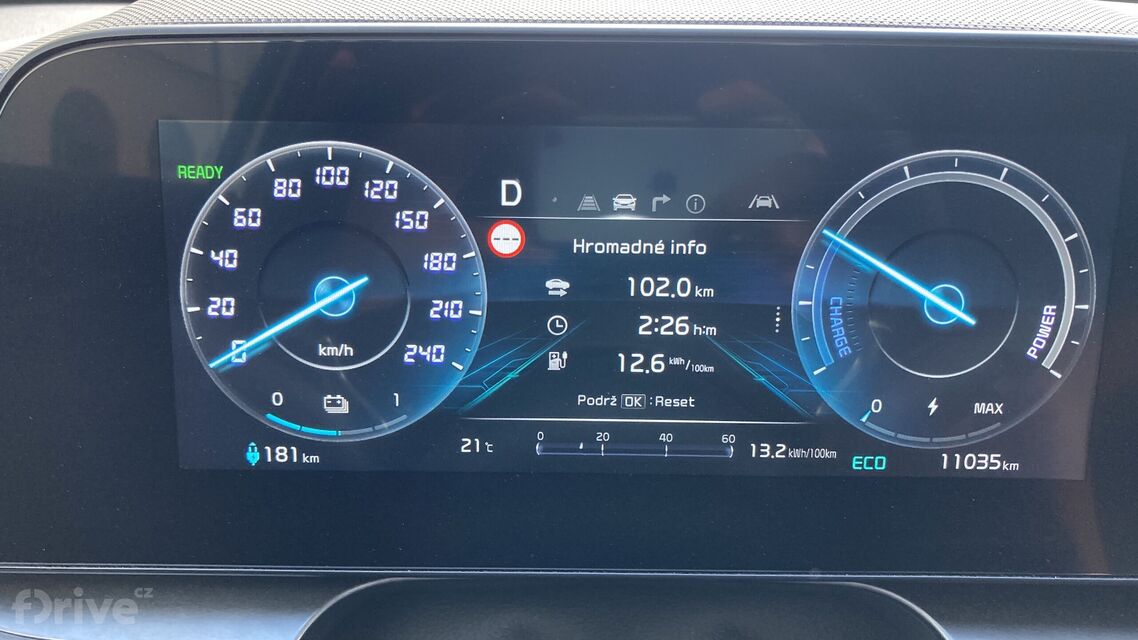 READY
0
20
40
60
80
100
120
150
180
210
240
km/h
0 1
181 km
D
---
Hromadné info
102.0 km
2:26 h:m
12.6 kWh/100km
Podrž OK : Reset
21 °C
0 20 40 60
13.2 kWh/100km
CHARGE
POWER
0 MAX
ECO
11035 km
fDrive.cz